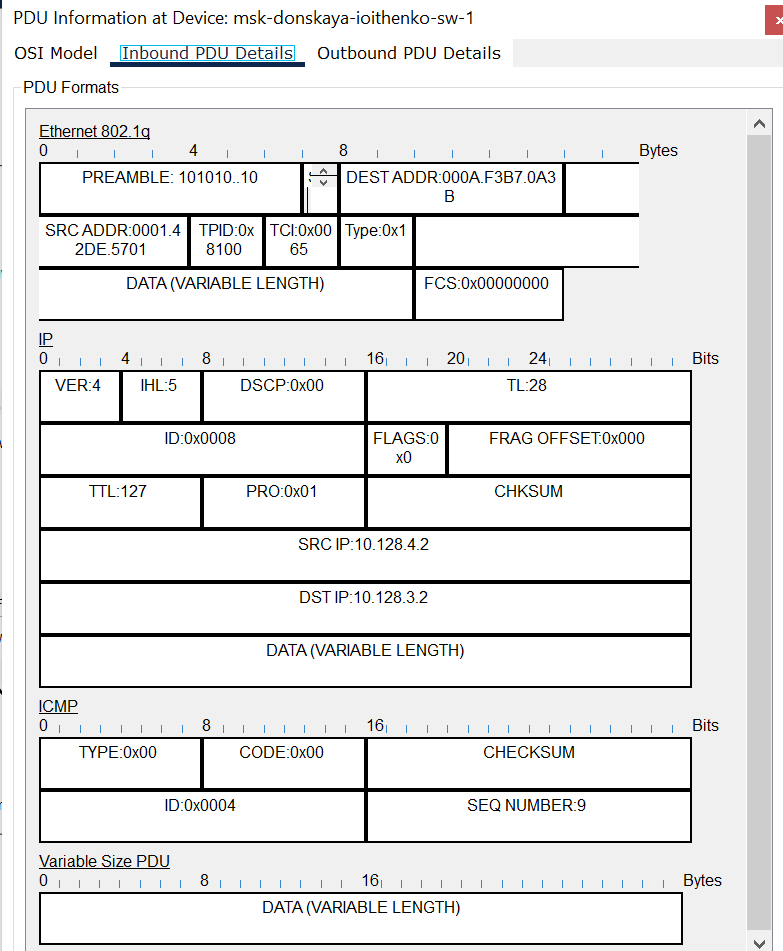 PDU Information at Device: msk-donskaya-ioithenko-sw-1
OSI Model Inbound PDU Details Outbound PDU Details
PDU Formats
Ethernet 802.1q
0 4 8 Bytes
PREAMBLE: 101010..10 DEST ADDR:000A.F3B7.0A3
B
SRC ADDR:0001.4 TPID:0x TCI:0x00 Type:0x1
2DE.5701 8100 65
DATA (VARIABLE LENGTH) FCS:0x00000000
IP
0 4 8 16 20 24 Bits
VER:4 IHL:5 DSCP:0x00 TL:28
ID:0x0008 FLAGS:0 FRAG OFFSET:0x000
x0
TTL:127 PRO:0x01 CHKSUM
SRC IP:10.128.4.2
DST IP:10.128.3.2
DATA (VARIABLE LENGTH)
ICMP
0 8 16 Bits
TYPE:0x00 CODE:0x00 CHECKSUM
ID:0x0004 SEQ NUMBER:9
Variable Size PDU
0 8 16 Bytes
DATA (VARIABLE LENGTH)